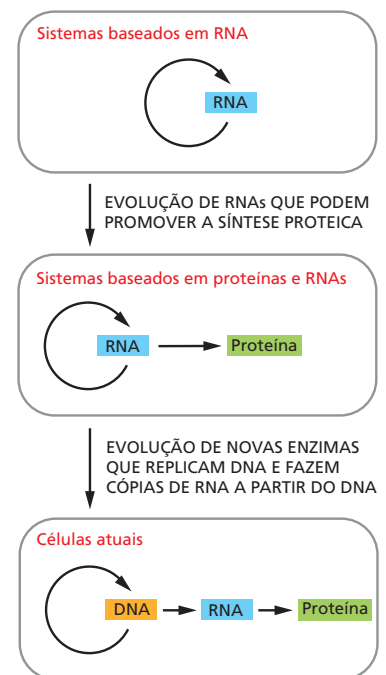 Sistemas baseados em RNA
RNA
EVOLUÇÃO DE RNAs QUE PODEM
PROMOVER A SÍNTESE PROTEICA
Sistemas baseados em proteínas e RNAs
RNA
Proteína
EVOLUÇÃO DE NOVAS ENZIMAS
QUE REPLICAM DNA E FAZEM
CÓPIAS DE RNA A PARTIR DO DNA
Células atuais
DNA
RNA
Proteína